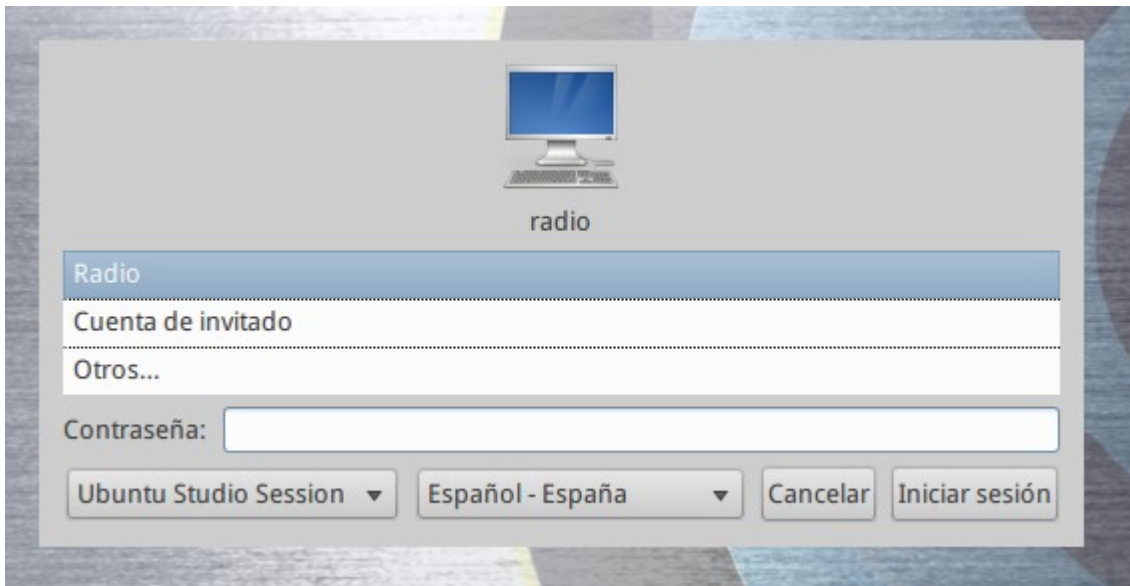 radio
Radio
Cuenta de invitado
Otros...
Contraseña:
Ubuntu Studio Session Español - España Cancelar Iniciar sesión